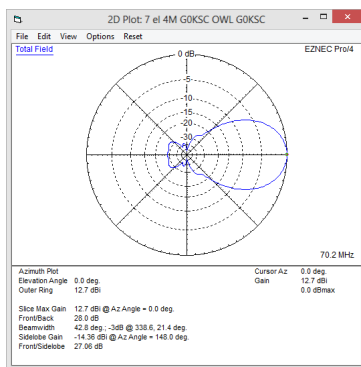 2D Plot: 7 el 4M G0KSC OWL G0KSC
File Edit View Options Reset
Total Field
EZNEC Pro/4
0 dB
-5
-10
-15
-20
-30
70.2 MHz
Azimuth Plot
Cursor Az 0.0 deg.
Elevation Angle 0.0 deg.
Gain 12.7 dBi
Outer Ring 12.7 dBi
0.0 dBmax
Slice Max Gain 12.7 dBi @ Az Angle = 0.0 deg.
Front/Back 28.0 dB
Beamwidth 42.8 deg.; -3dB @ 338.6, 21.4 deg.
Sidelobe Gain -14.36 dBi @ Az Angle = 148.0 deg.
Front/Sidelobe 27.06 dB